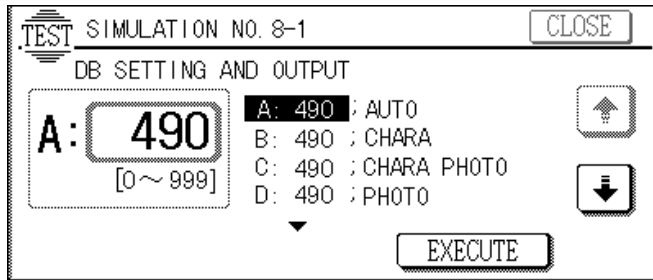 TEST SIMULATION NO. 8-1 CLOSE
DB SETTING AND OUTPUT
A: 490
[0～999]
A: 490 ; AUTO
B: 490 ; CHARA
C: 490 ; CHARA PHOTO
D: 490 ; PHOTO
EXECUTE